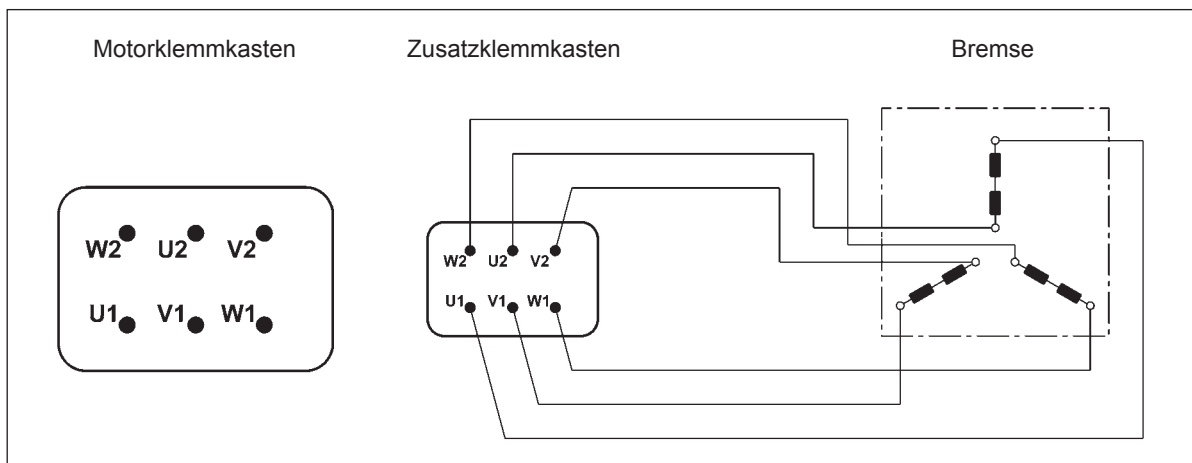 Motorklemmkasten Zusatzklemmkasten Bremse
W2 U2 V2
U1 V1 W1
W2 U2 V2
U1 V1 W1